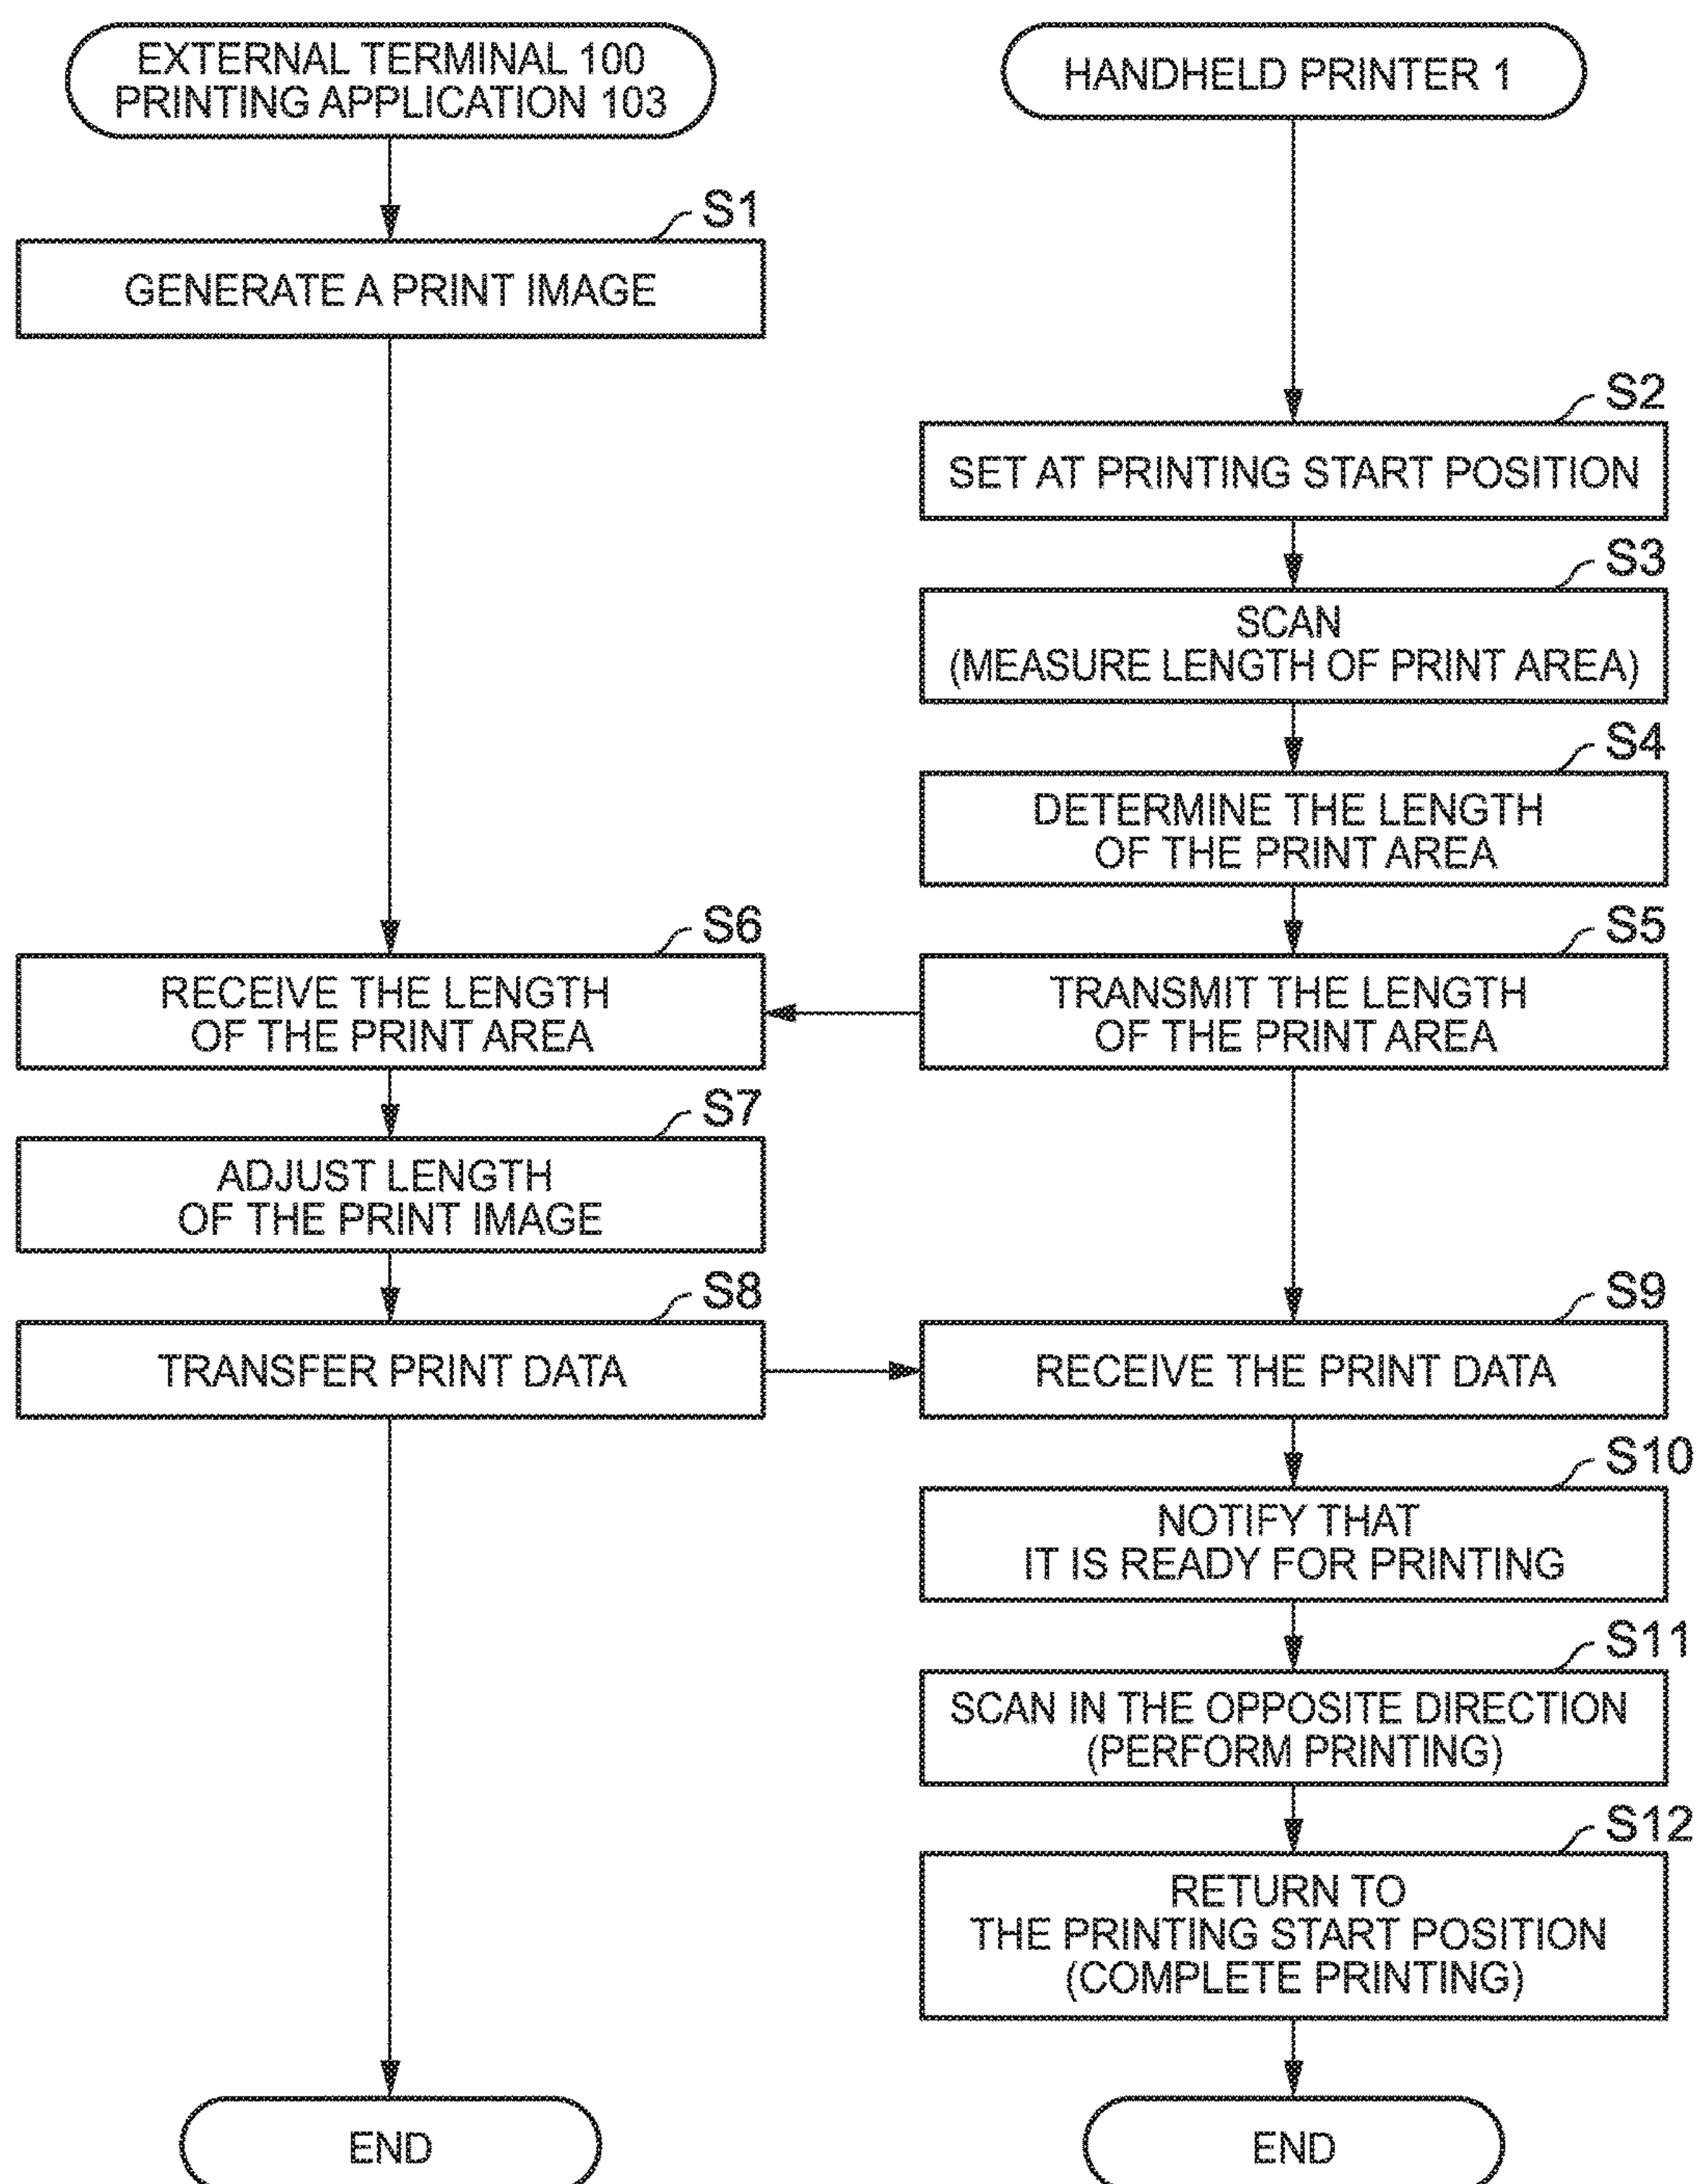 EXTERNAL TERMINAL 100
PRINTING APPLICATION 103
HANDHELD PRINTER 1
S1
GENERATE A PRINT IMAGE
S2
SET AT PRINTING START POSITION
S3
SCAN
(MEASURE LENGTH OF PRINT AREA)
S4
DETERMINE THE LENGTH
OF THE PRINT AREA
S6
RECEIVE THE LENGTH
OF THE PRINT AREA
S5
TRANSMIT THE LENGTH
OF THE PRINT AREA
S7
ADJUST LENGTH
OF THE PRINT IMAGE
S8
TRANSFER PRINT DATA
S9
RECEIVE THE PRINT DATA
S10
NOTIFY THAT
IT IS READY FOR PRINTING
S11
SCAN IN THE OPPOSITE DIRECTION
(PERFORM PRINTING)
S12
RETURN TO
THE PRINTING START POSITION
(COMPLETE PRINTING)
END
END